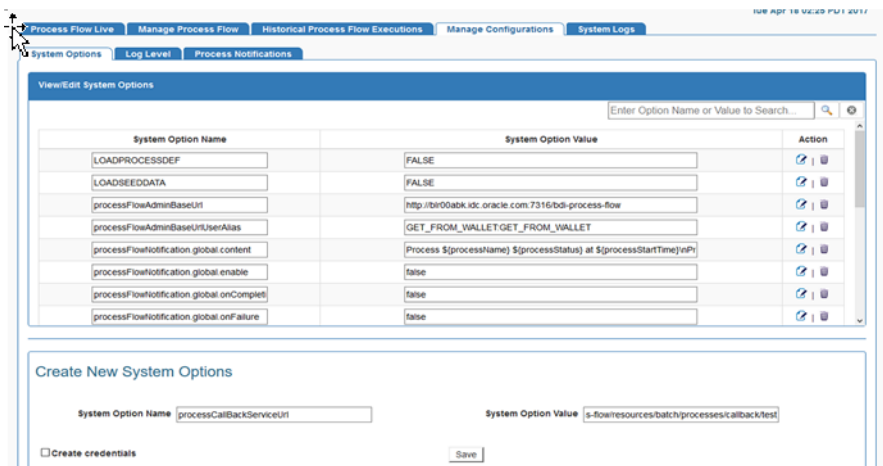 Tue Apr 18 02:25 PDT 2017
Process Flow Live Manage Process Flow Historical Process Flow Executions Manage Configurations System Logs
System Options Log Level Process Notifications
View/Edit System Options
Enter Option Name or Value to Search...
System Option Name System Option Value Action
LOADPROCESSDEF FALSE |
LOADSEEDDATA FALSE |
processFlowAdminBaseUrl http://blr00abk.idc.oracle.com:7316/bdi-process-flow |
processFlowAdminBaseUrlUserAlias GET_FROM_WALLET:GET_FROM_WALLET |
processFlowNotification.global.content Process ${processName} ${processStatus} at ${processStartTime}\nPr |
processFlowNotification.global.enable false |
processFlowNotification.global.onCompleti false |
processFlowNotification.global.onFailure false |
Create New System Options
System Option Name processCallBackServiceUrl System Option Value s-flow/resources/batch/processes/callback/test
Create credentials Save